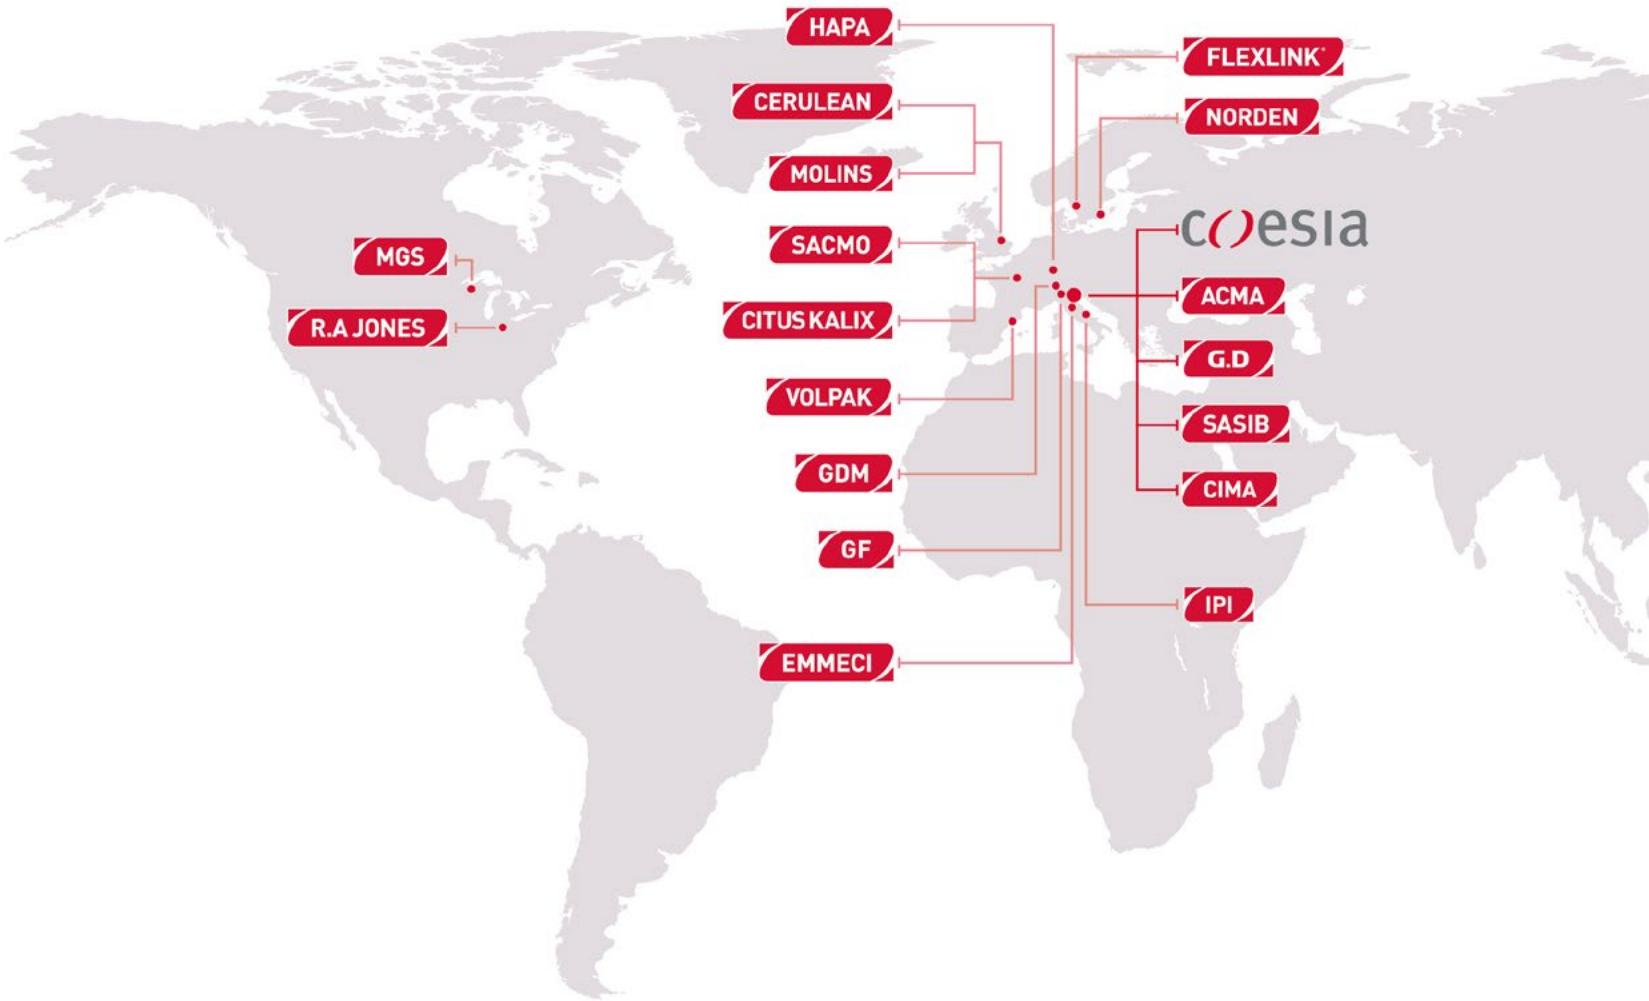 HAPA
FLEXLINK®
CERULEAN
NORDEN
MOLINS
coesia
SACMO
MGS
ACMA
R.A JONES
CITUS KALIX
G.D
VOLPAK
SASIB
GDM
CIMA
GF
IPI
EMMECI